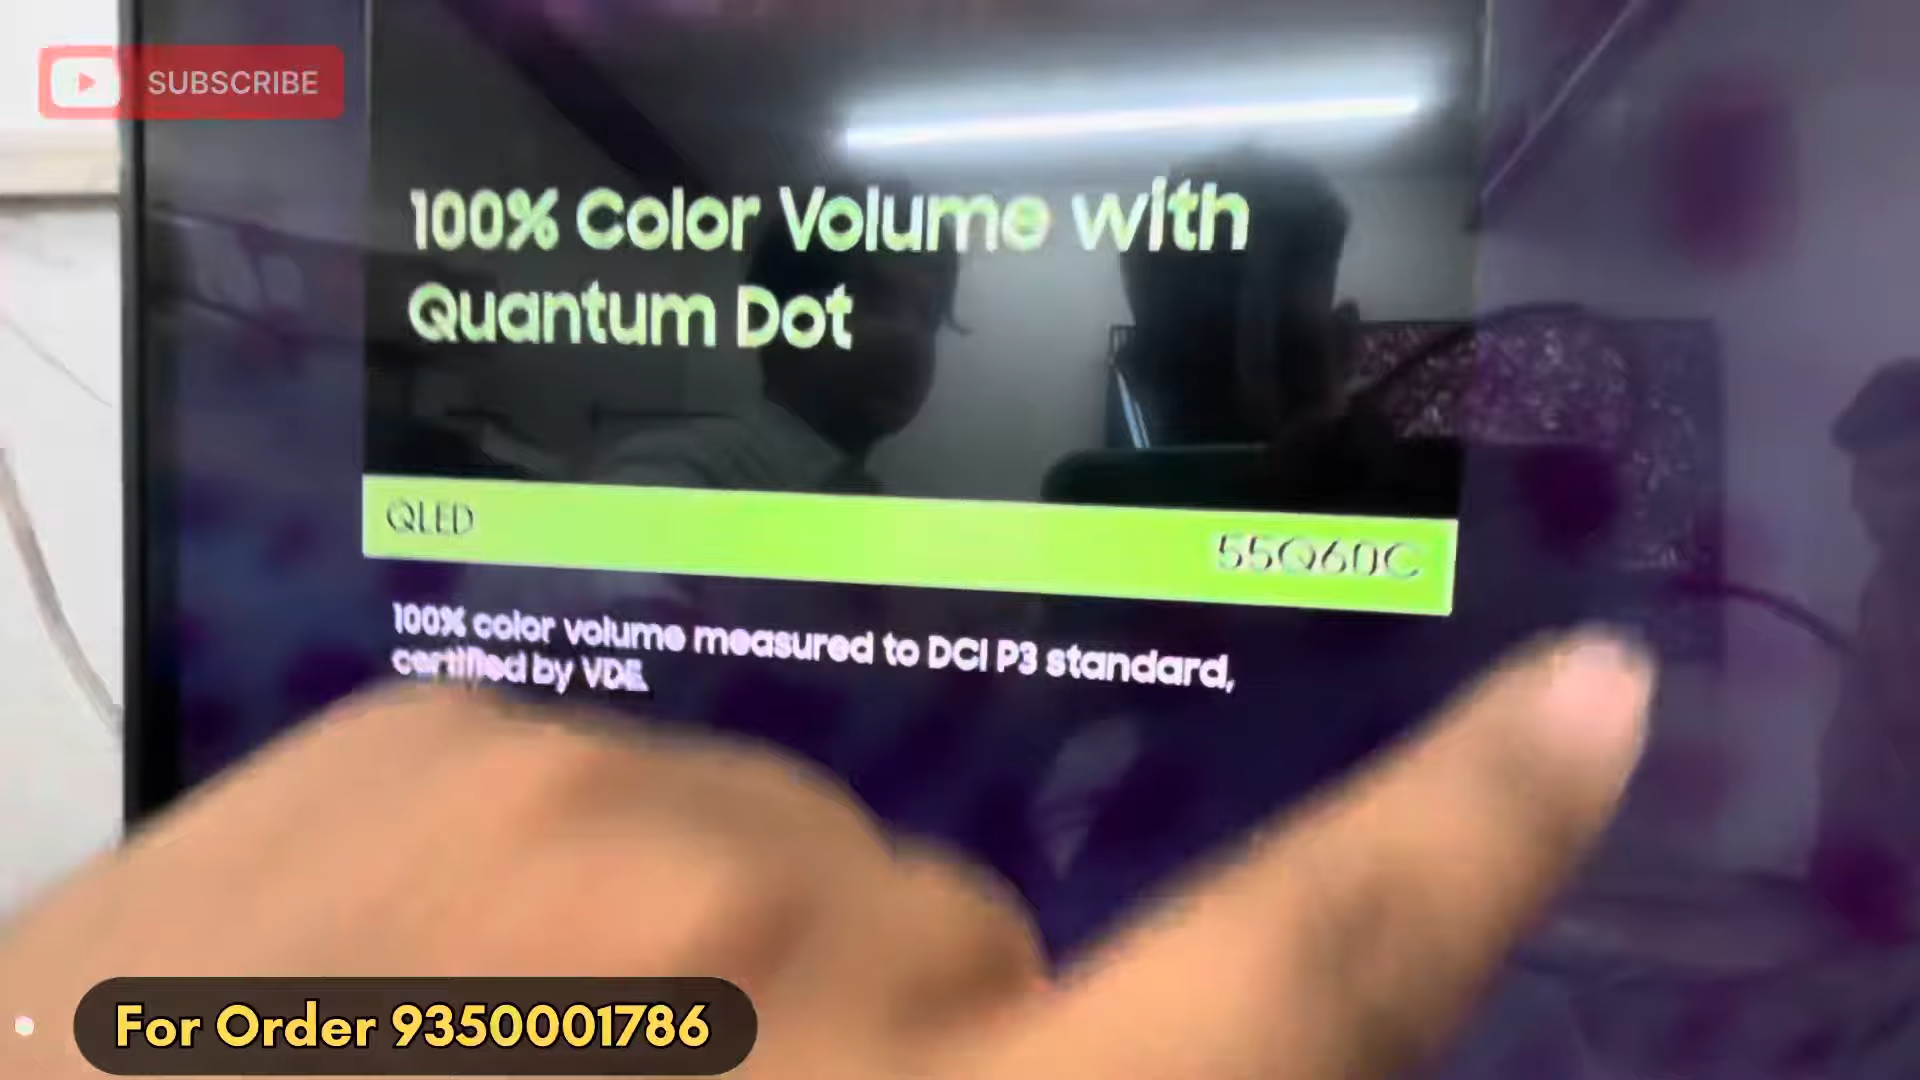 SUBSCRIBE
100% Color Volume with
Quantum Dot
QLED
55Q60C
100% color volume measured to DCI P3 standard,
certified by VDE.
For Order 9350001786